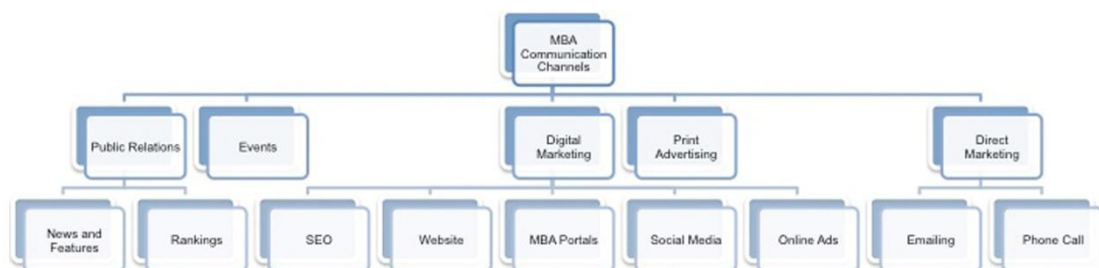 MBA
Communication
Channels
Public Relations
Events
Digital
Marketing
Print
Advertising
Direct
Marketing
News and
Features
Rankings
SEO
Website
MBA Portals
Social Media
Online Ads
Emailing
Phone Call